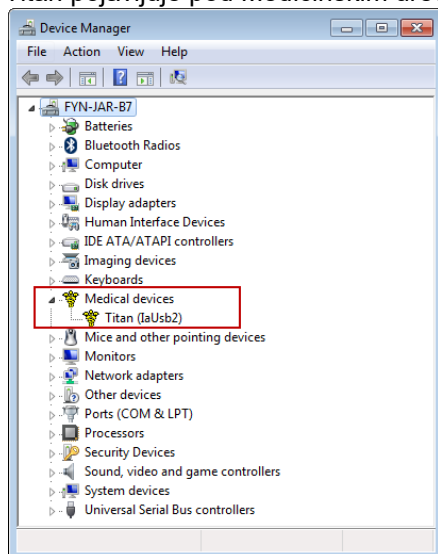 Device Manager
File Action View Help
FYN-JAR-B7
Batteries
Bluetooth Radios
Computer
Disk drives
Display adapters
Human Interface Devices
IDE ATA/ATAPI controllers
Imaging devices
Keyboards
Medical devices
Titan (IaUsb2)
Mice and other pointing devices
Monitors
Network adapters
Other devices
Ports (COM & LPT)
Processors
Security Devices
Sound, video and game controllers
System devices
Universal Serial Bus controllers